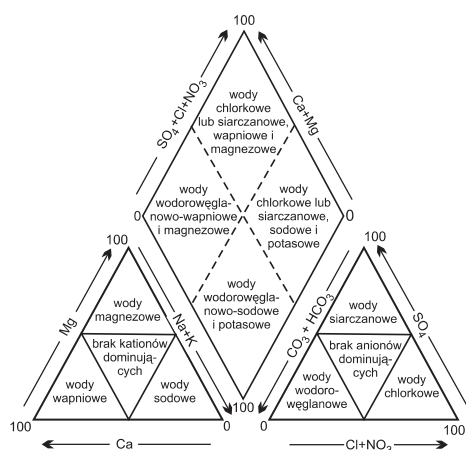 100
SO4 +Cl+NO3
Ca+Mg
wody
chlorkowe
lub siarczanowe,
wapniowe i
magnezowe
wody
wodorowęgla-
nowo-wapniowe
i magnezowe
wody
chlorkowe lub
siarczanowe,
sodowe i
potasowe
0
0
wody
wodorowęgla-
nowo-sodowe
i potasowe
100
100
Mg
Na+K
wody
magnezowe
brak kationów
dominują-
cych
wody
wapniowe
wody
sodowe
100
0
Ca
100
CO3 + HCO3
SO4
wody
siarczanowe
brak anionów
dominują-
cych
wody
wodoro-
węglanowe
wody
chlorkowe
0
100
Cl+NO3